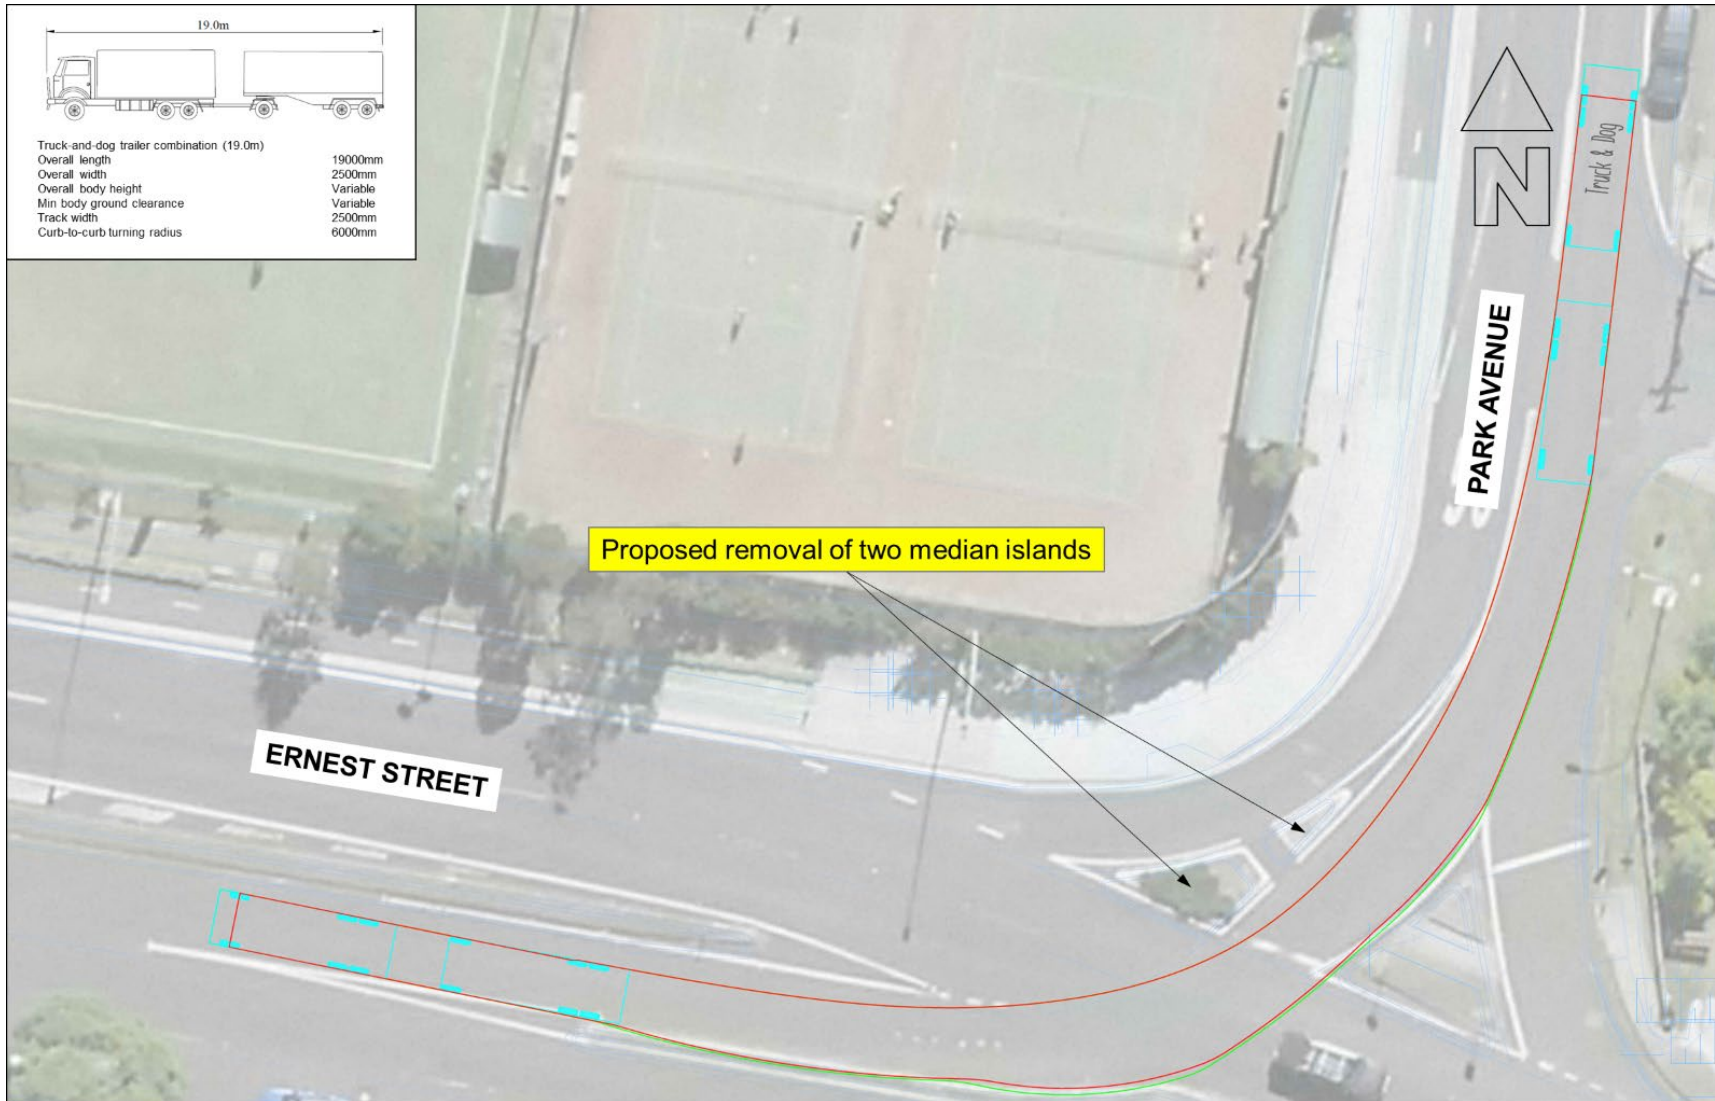 19.0m
Truck-and-dog trailer combination (19.0m)
Overall length 19000mm
Overall width 2500mm
Overall body height Variable
Min body ground clearance Variable
Track width 2500mm
Curb-to-curb turning radius 6000mm
N
Truck & Dog
PARK AVENUE
Proposed removal of two median islands
ERNEST STREET